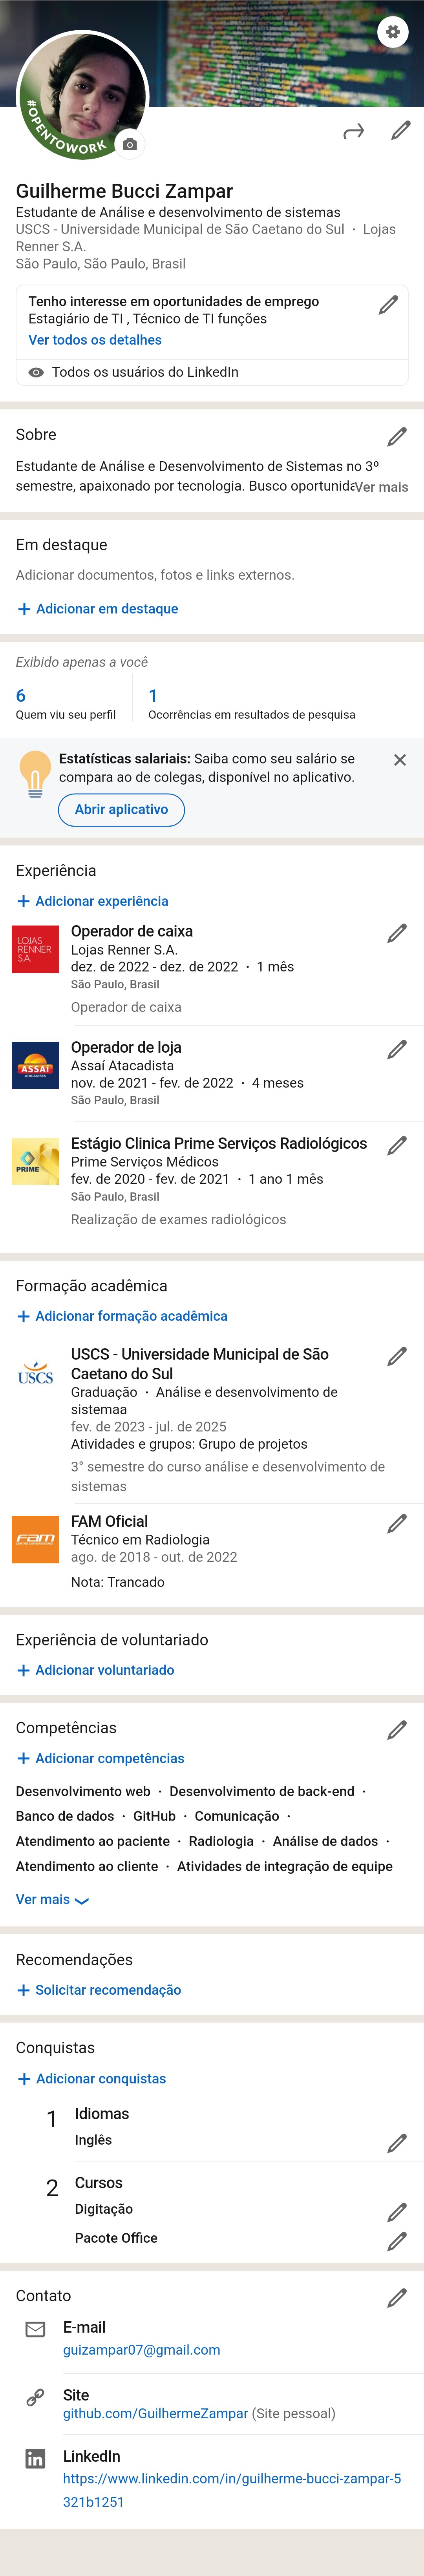 #OPENTOWORK
Guilherme Bucci Zampar
Estudante de Análise e desenvolvimento de sistemas
USCS - Universidade Municipal de São Caetano do Sul · Lojas
Renner S.A.
São Paulo, São Paulo, Brasil
Tenho interesse em oportunidades de emprego
Estagiário de TI , Técnico de TI funções
Ver todos os detalhes
Todos os usuários do LinkedIn
Sobre
Estudante de Análise e Desenvolvimento de Sistemas no 3º
semestre, apaixonado por tecnologia. Busco oportunida Ver mais
Em destaque
Adicionar documentos, fotos e links externos.
+ Adicionar em destaque
Exibido apenas a você
6
Quem viu seu perfil
1
Ocorrências em resultados de pesquisa
Estatísticas salariais: Saiba como seu salário se
compara ao de colegas, disponível no aplicativo.
Abrir aplicativo
Experiência
+ Adicionar experiência
LOJAS
RENNER
S.A.
Operador de caixa
Lojas Renner S.A.
dez. de 2022 - dez. de 2022 · 1 mês
São Paulo, Brasil
Operador de caixa
ASSAÍ
ATACADISTA
Operador de loja
Assaí Atacadista
nov. de 2021 - fev. de 2022 · 4 meses
São Paulo, Brasil
PRIME
Estágio Clinica Prime Serviços Radiológicos
Prime Serviços Médicos
fev. de 2020 - fev. de 2021 · 1 ano 1 mês
São Paulo, Brasil
Realização de exames radiológicos
Formação acadêmica
+ Adicionar formação acadêmica
USCS
USCS - Universidade Municipal de São
Caetano do Sul
Graduação · Análise e desenvolvimento de
sistemaa
fev. de 2023 - jul. de 2025
Atividades e grupos: Grupo de projetos
3° semestre do curso análise e desenvolvimento de
sistemas
Fam
FAM Oficial
Técnico em Radiologia
ago. de 2018 - out. de 2022
Nota: Trancado
Experiência de voluntariado
+ Adicionar voluntariado
Competências
+ Adicionar competências
Desenvolvimento web · Desenvolvimento de back-end ·
Banco de dados · GitHub · Comunicação ·
Atendimento ao paciente · Radiologia · Análise de dados ·
Atendimento ao cliente · Atividades de integração de equipe
Ver mais
Recomendações
+ Solicitar recomendação
Conquistas
+ Adicionar conquistas
1 Idiomas
Inglês
2 Cursos
Digitação
Pacote Office
Contato
E-mail
guizampar07@gmail.com
Site
github.com/GuilhermeZampar (Site pessoal)
LinkedIn
https://www.linkedin.com/in/guilherme-bucci-zampar-5
321b1251